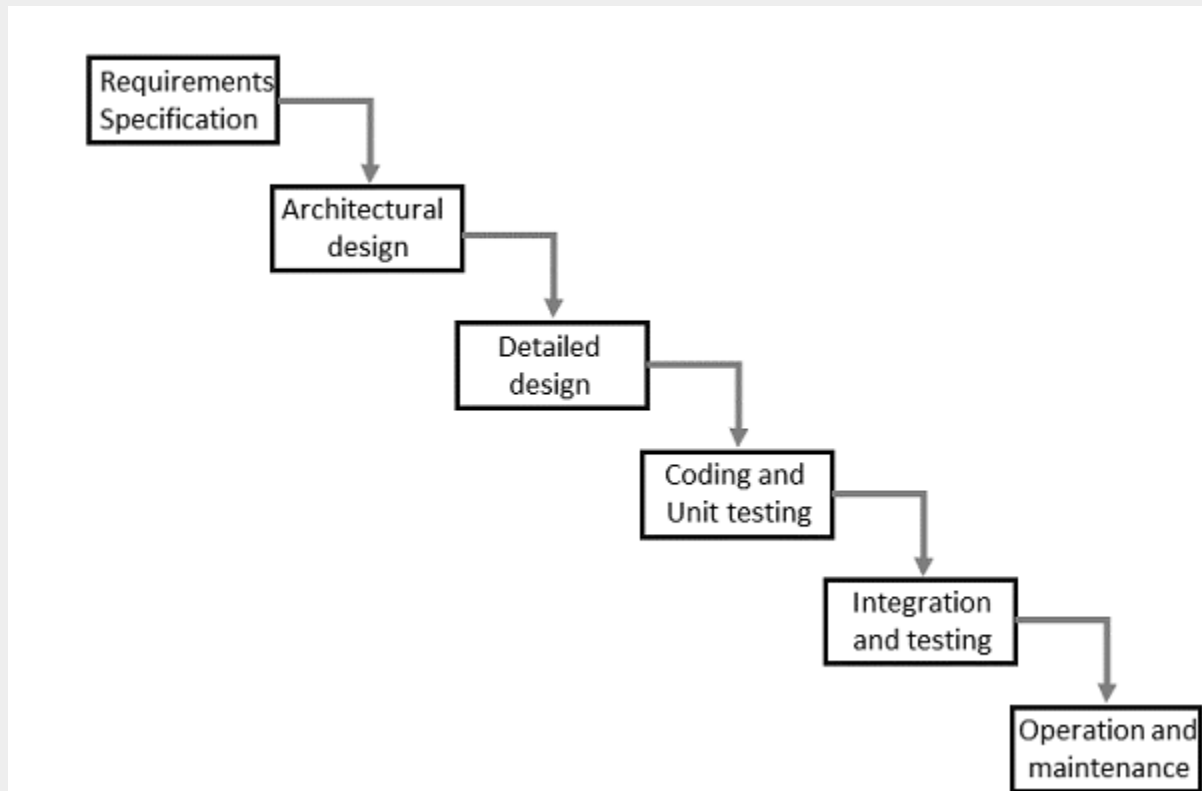 Requirements
Specification
Architectural
design
Detailed
design
Coding and
Unit testing
Integration
and testing
Operation and
maintenance